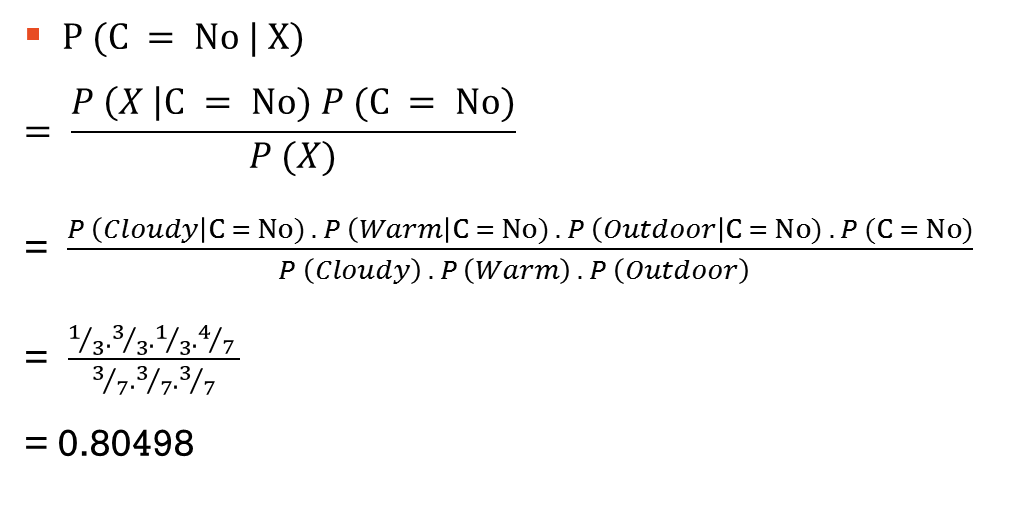 ▪ P (C = No | X)
P (X |C = No) P (C = No)
=
P (X)
P (Cloudy|C = No) . P (Warm|C = No) . P (Outdoor|C = No) . P (C = No)
=
P (Cloudy) . P (Warm) . P (Outdoor)
1/3.3/3.1/3.4/7
=
3/7.3/7.3/7
= 0.80498